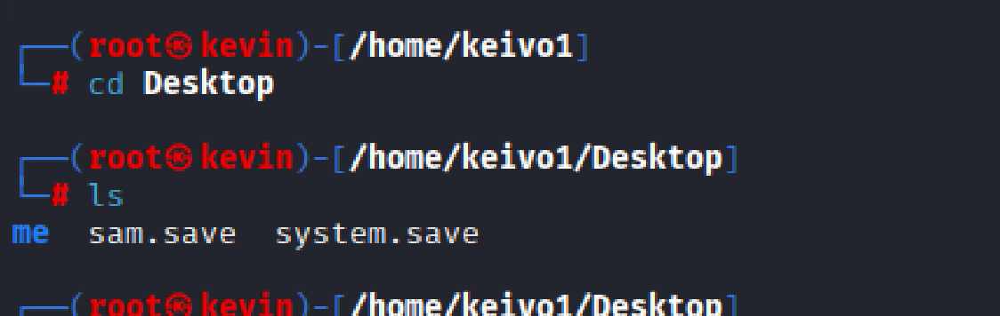 ┌──(root㉿kevin)-[/home/keivo1]
└─# cd Desktop
┌──(root㉿kevin)-[/home/keivo1/Desktop]
└─# ls
me  sam.save  system.save
┌──(root㉿kevin)-[/home/keivo1/Desktop]